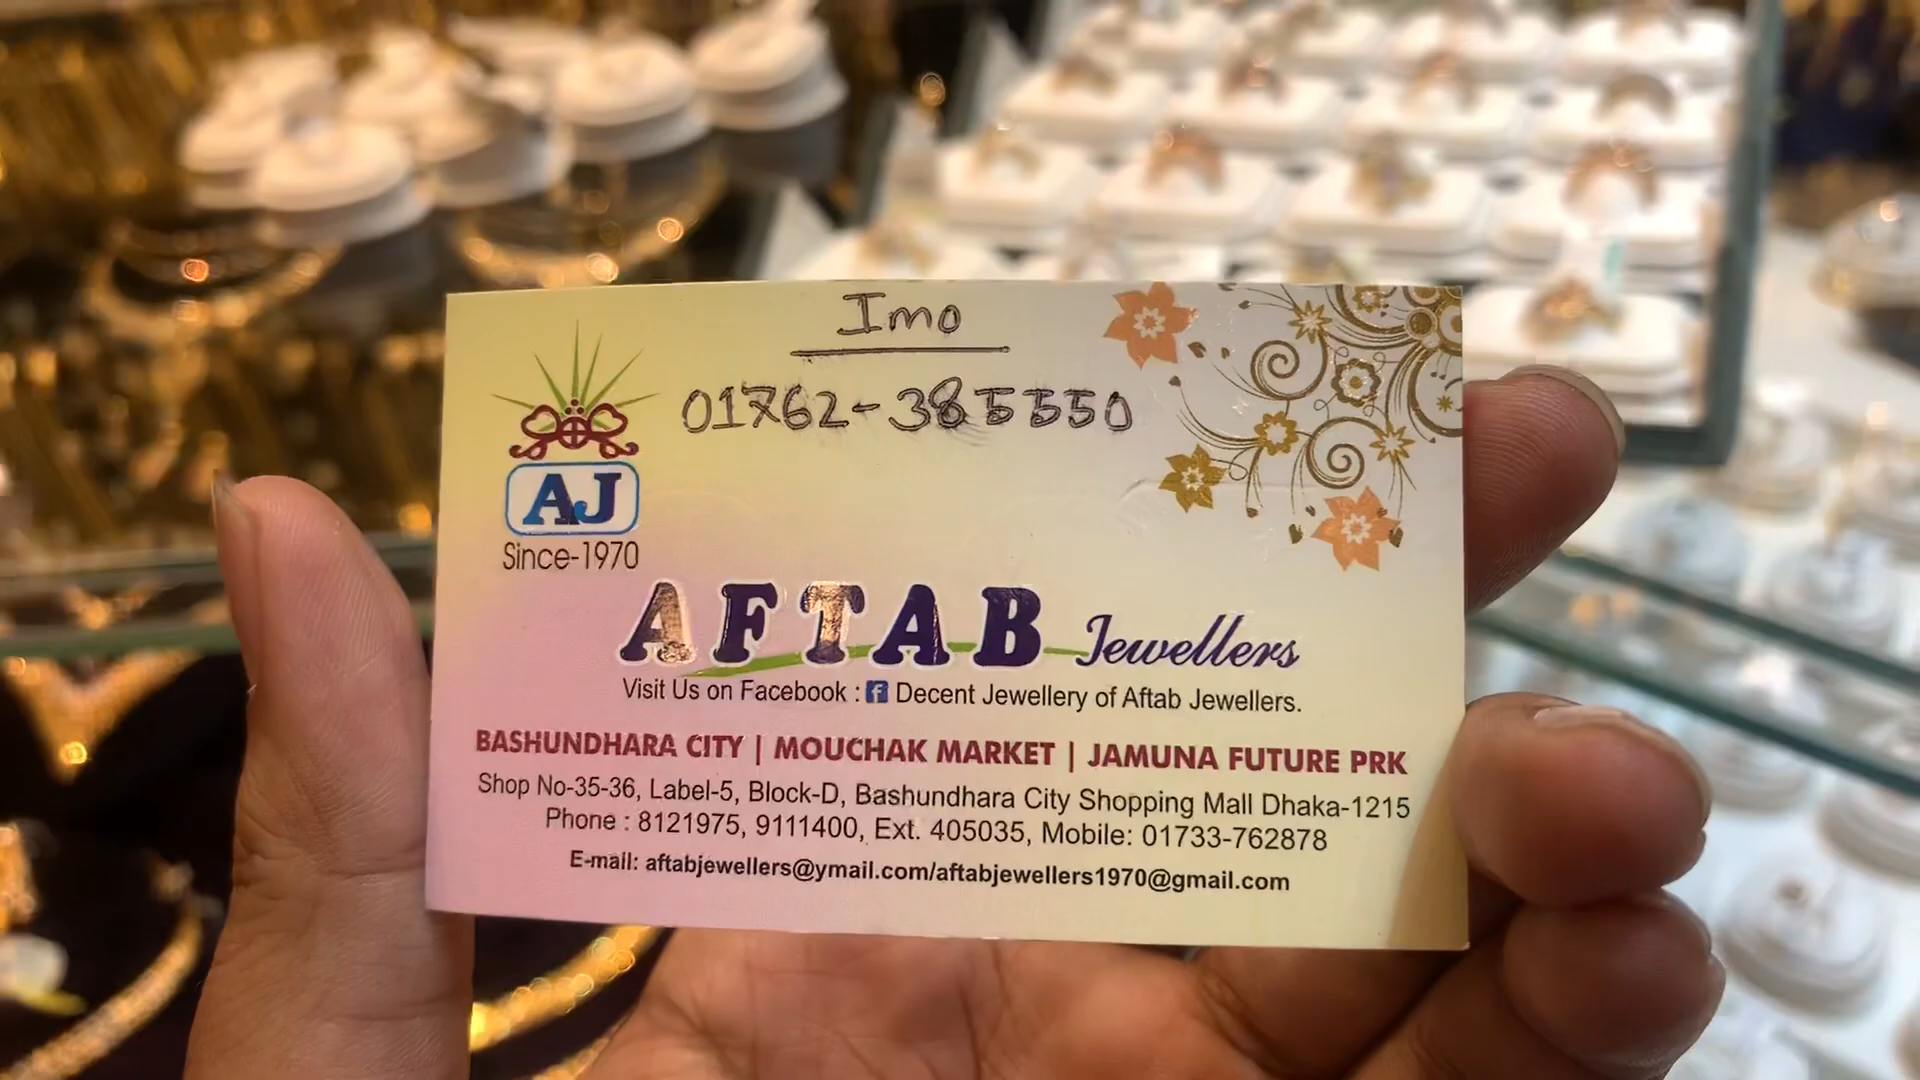 Imo
01762-385550
AJ
Since-1970
AFTAB Jewellers
Visit Us on Facebook : f Decent Jewellery of Aftab Jewellers.
BASHUNDHARA CITY | MOUCHAK MARKET | JAMUNA FUTURE PRK
Shop No-35-36, Label-5, Block-D, Bashundhara City Shopping Mall Dhaka-1215
Phone : 8121975, 9111400, Ext. 405035, Mobile: 01733-762878
E-mail: aftabjewellers@ymail.com/aftabjewellers1970@gmail.com